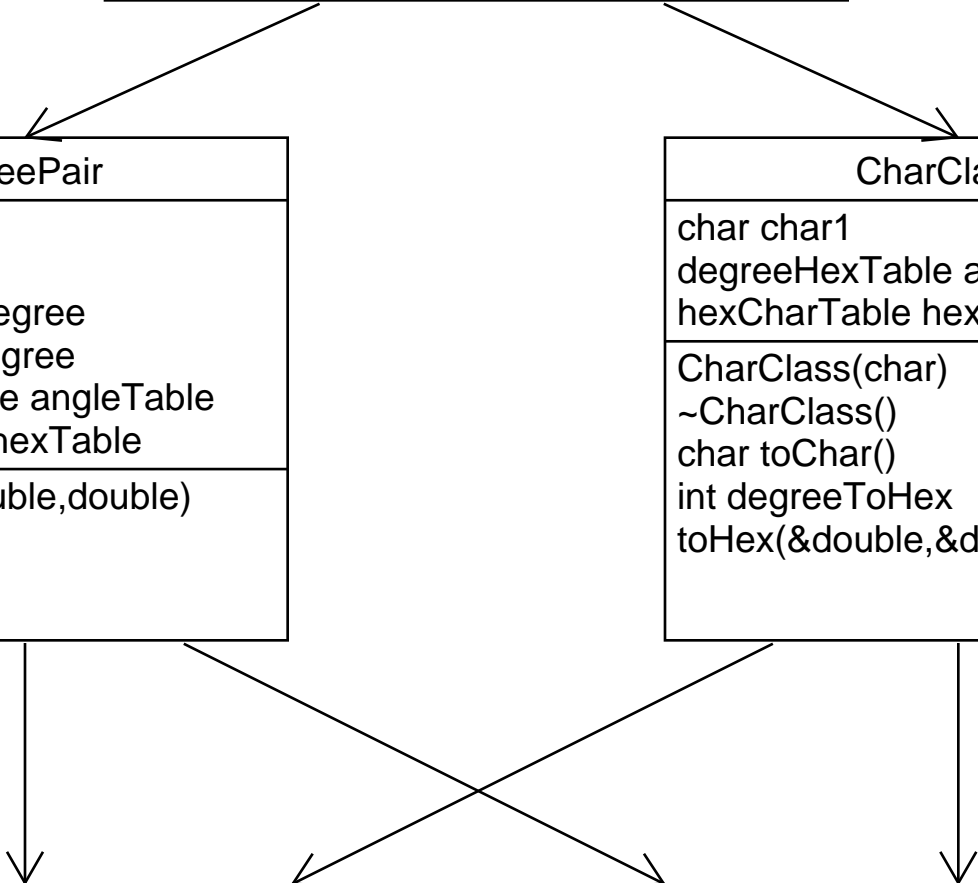 eePair
egree
gree
e angleTable
hexTable
uble,double)
CharCla
char char1
degreeHexTable a
hexCharTable hex
CharClass(char)
~CharClass()
char toChar()
int degreeToHex
toHex(&double,&d